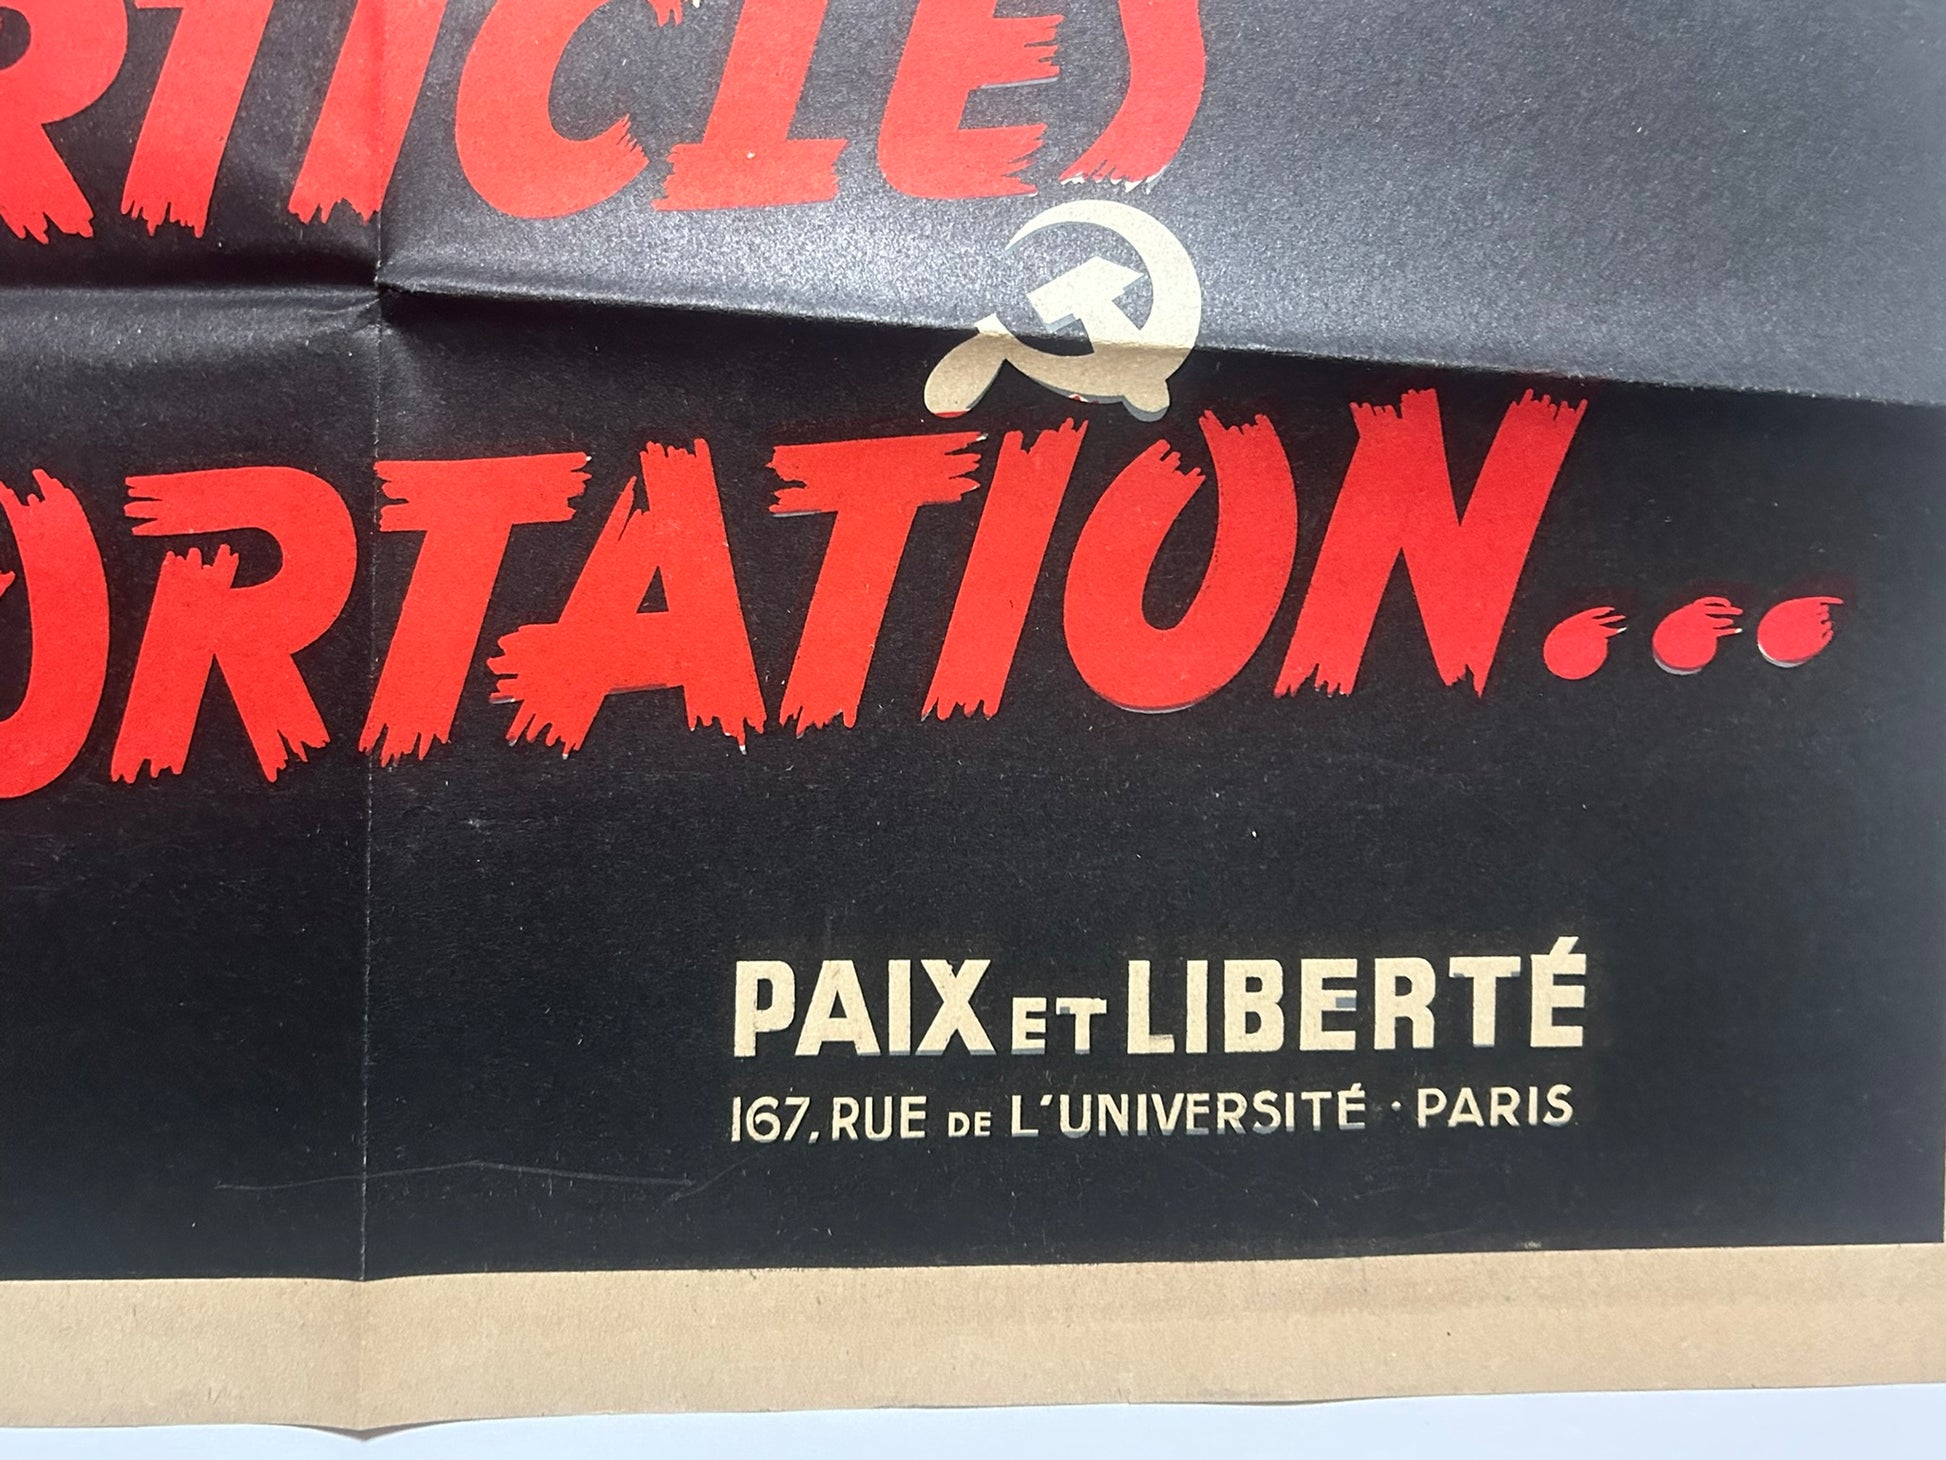 RTICLES
ORTATION...
PAIX ET LIBERTÉ
167, RUE DE L'UNIVERSITÉ · PARIS